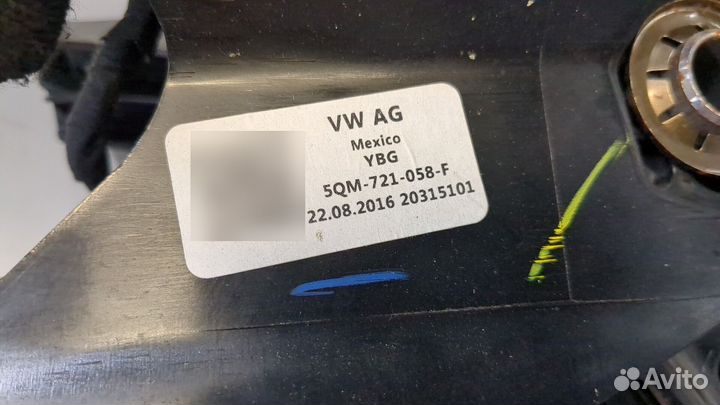 VW AG
Mexico
YBG
5QM-721-058-F
22.08.2016 20315101
Avito